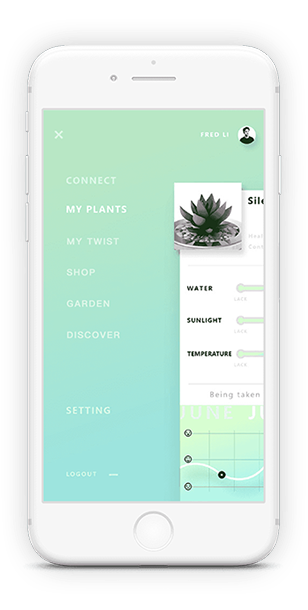 FRED LI
CONNECT
MY PLANTS
MY TWIST
SHOP
GARDEN
DISCOVER
SETTING
LOGOUT
Sile
WATER
LACK
SUNLIGHT
LACK
TEMPERATURE
LACK
Being taken
JUNE JU